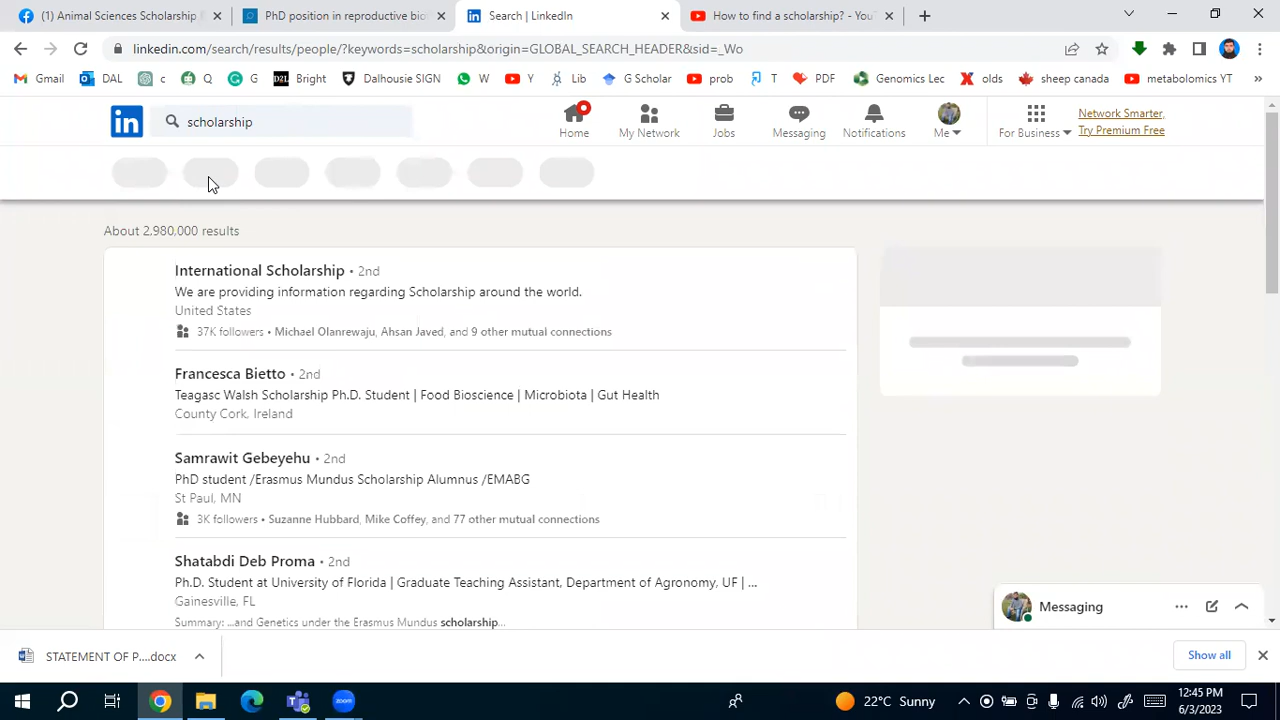 (1) Animal Sciences Scholarship
PhD position in reproductive bio
Search | LinkedIn
How to find a scholarship? - You
linkedin.com/search/results/people/?keywords=scholarship&origin=GLOBAL_SEARCH_HEADER&sid=_Wo
Gmail
DAL
c
Q
G
Bright
Dalhousie SIGN
W
Y
Lib
G Scholar
prob
T
PDF
Genomics Lec
olds
sheep canada
metabolomics YT
»
in
scholarship
Home
My Network
Jobs
Messaging
Notifications
Me
For Business
Network Smarter,
Try Premium Free
About 2,980,000 results
International Scholarship • 2nd
We are providing information regarding Scholarship around the world.
United States
37K followers • Michael Olanrewaju, Ahsan Javed, and 9 other mutual connections
Francesca Bietto • 2nd
Teagasc Walsh Scholarship Ph.D. Student | Food Bioscience | Microbiota | Gut Health
County Cork, Ireland
Samrawit Gebeyehu • 2nd
PhD student /Erasmus Mundus Scholarship Alumnus /EMABG
St Paul, MN
3K followers • Suzanne Hubbard, Mike Coffey, and 77 other mutual connections
Shatabdi Deb Proma • 2nd
Ph.D. Student at University of Florida | Graduate Teaching Assistant, Department of Agronomy, UF | ...
Gainesville, FL
Summary: ...and Genetics under the Erasmus Mundus scholarship...
Messaging
STATEMENT OF P....docx
Show all
22°C Sunny
12:45 PM
6/3/2023